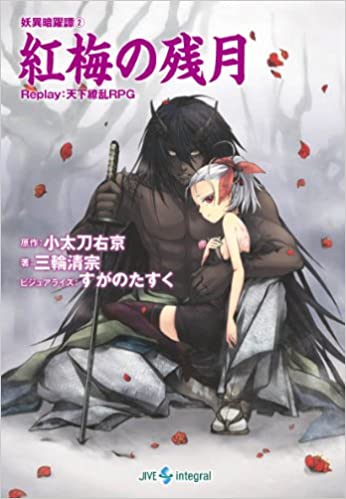 妖異暗躍譚②
紅梅の残月
Replay:天下繚乱RPG
原作:小太刀右京
著:三輪清宗
ビジュアライズ:すがのたすく
JIVE integral